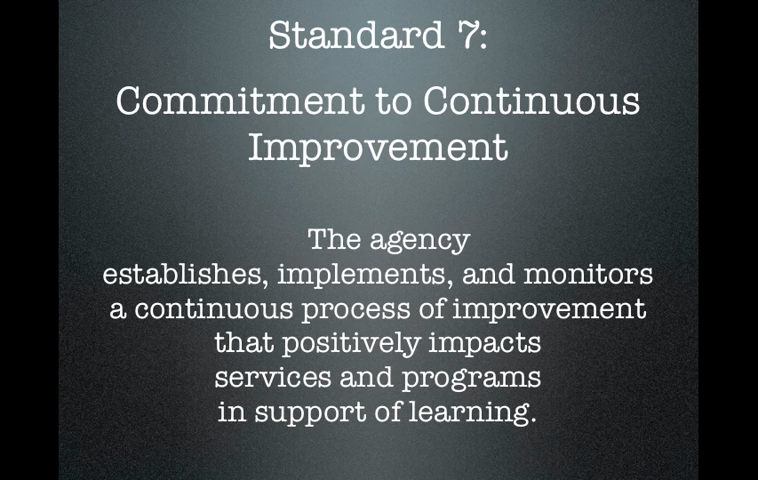 Standard 7:
Commitment to Continuous
Improvement
The agency
establishes, implements, and monitors
a continuous process of improvement
that positively impacts
services and programs
in support of learning.